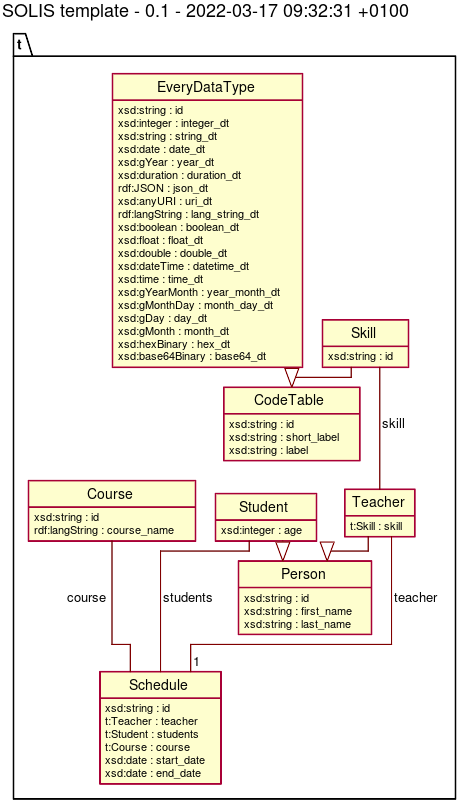 SOLIS template - 0.1 - 2022-03-17 09:32:31 +0100
t
EveryDataType
xsd:string : id
xsd:integer : integer_dt
xsd:string : string_dt
xsd:date : date_dt
xsd:gYear : year_dt
xsd:duration : duration_dt
rdf:JSON : json_dt
xsd:anyURI : uri_dt
rdf:langString : lang_string_dt
xsd:boolean : boolean_dt
xsd:float : float_dt
xsd:double : double_dt
xsd:dateTime : datetime_dt
xsd:time : time_dt
xsd:gYearMonth : year_month_dt
xsd:gMonthDay : month_day_dt
xsd:gDay : day_dt
xsd:gMonth : month_dt
xsd:hexBinary : hex_dt
xsd:base64Binary : base64_dt
Skill
xsd:string : id
CodeTable
xsd:string : id
xsd:string : short_label
xsd:string : label
skill
Course
xsd:string : id
rdf:langString : course_name
Student
xsd:integer : age
Teacher
t:Skill : skill
Person
xsd:string : id
xsd:string : first_name
xsd:string : last_name
course
students
teacher
1
Schedule
xsd:string : id
t:Teacher : teacher
t:Student : students
t:Course : course
xsd:date : start_date
xsd:date : end_date